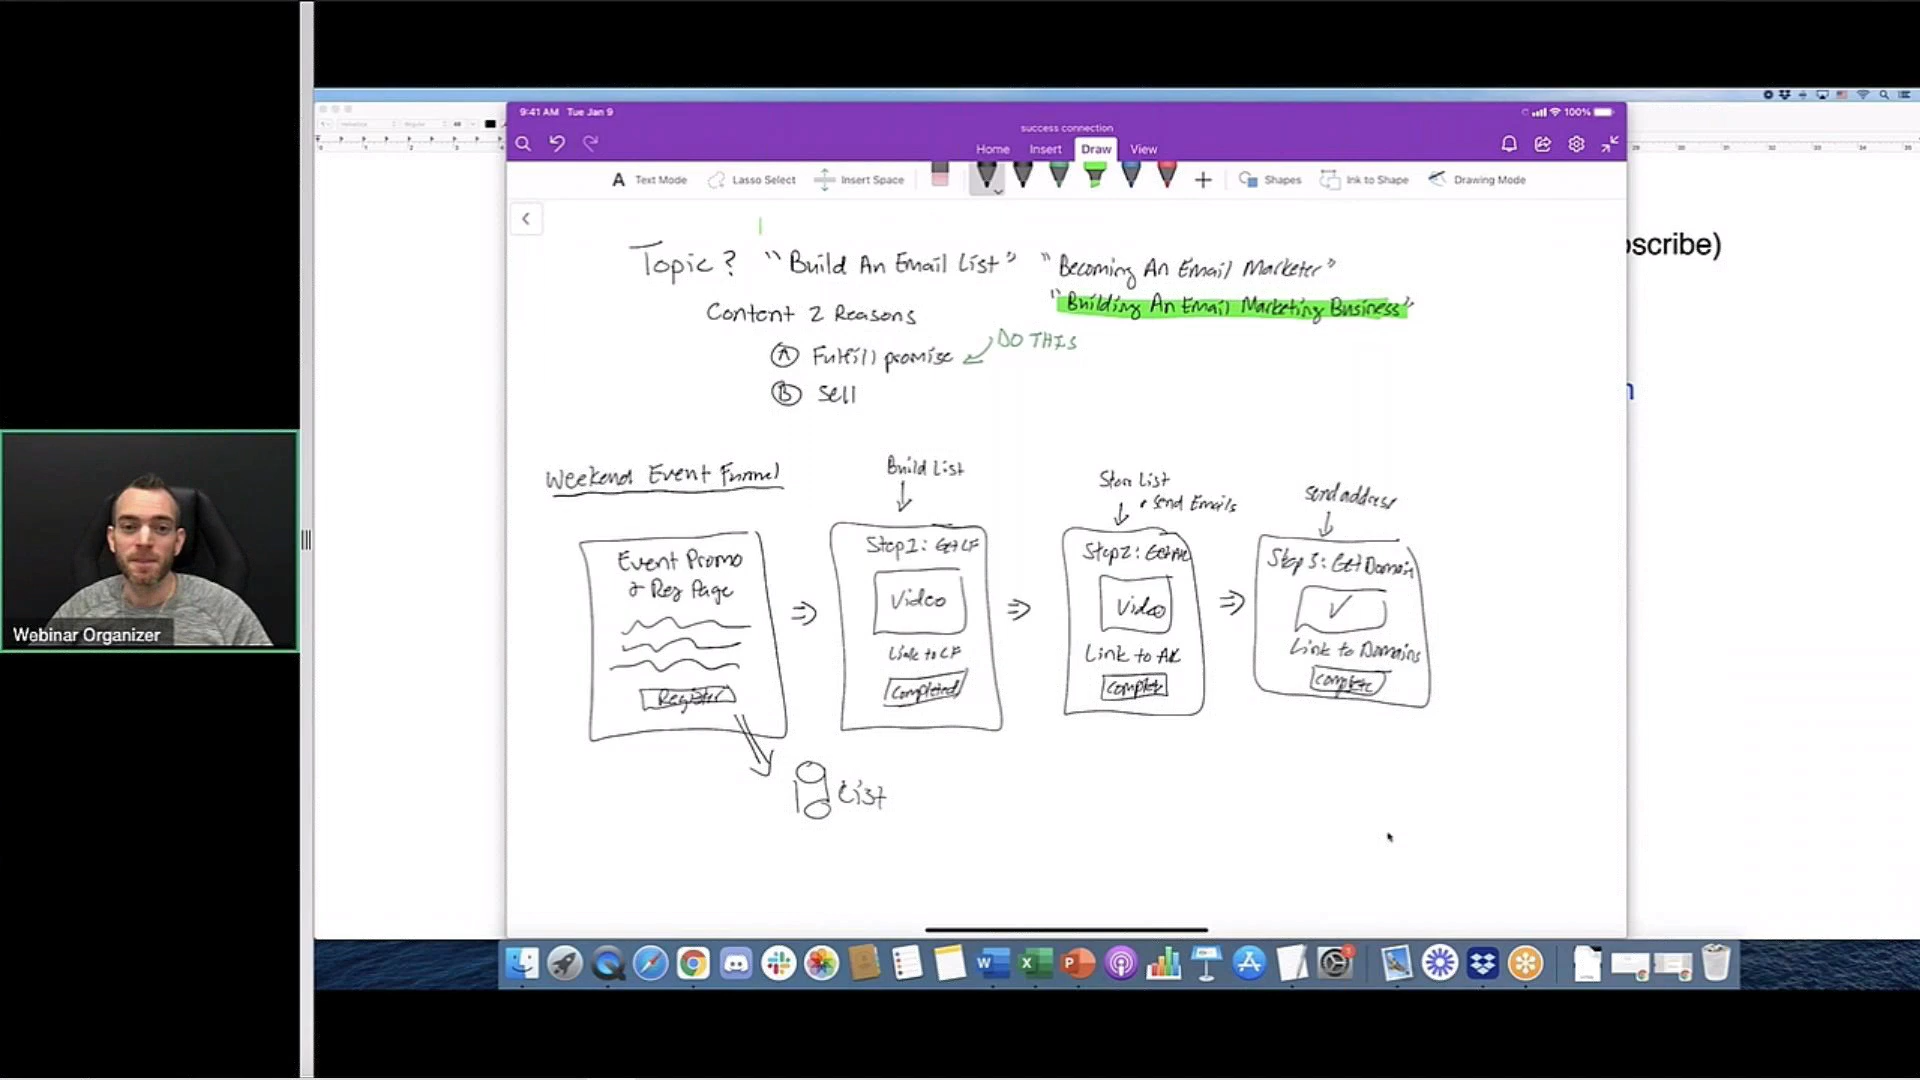 9:41 AM Tue Jan 9
100%
success connection
Home Insert Draw View
A Text Mode Lasso Select Insert Space Shapes Ink to Shape Drawing Mode
Topic? "Build An Email List" "Becoming An Email Marketer"
"Building An Email Marketing Business"
Content 2 Reasons
A Fulfill promise
DO THIS
B Sell
Weekend Event Funnel
Build List
Store List
+ send Emails
send address
Event Promo
& Reg Page
Register
List
Step 1: Get CF
Video
Link to CF
Completed
Step 2: Get AR
Video
Link to AR
Complete
Step 3: Get Domain
Link to Domains
Complete
scribe)
Webinar Organizer